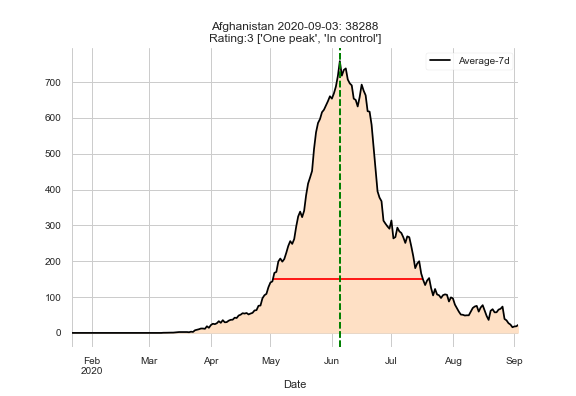 Afghanistan 2020-09-03: 38288
Rating:3 ['One peak', 'In control']
Average-7d
700
600
500
400
300
200
100
0
Feb Mar Apr May Jun Jul Aug Sep
2020
Date